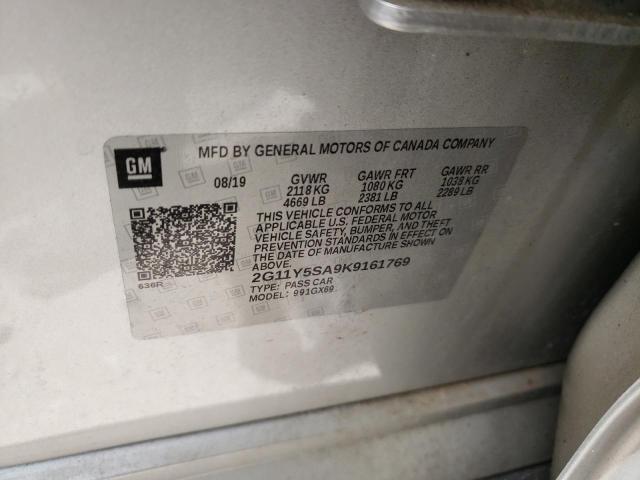 GM
MFD BY GENERAL MOTORS OF CANADA COMPANY
08/19 GVWR GAWR FRT GAWR RR
2118 KG 1080 KG 1038 KG
4669 LB 2381 LB 2289 LB
THIS VEHICLE CONFORMS TO ALL
APPLICABLE U.S. FEDERAL MOTOR
VEHICLE SAFETY, BUMPER, AND THEFT
PREVENTION STANDARDS IN EFFECT ON
THE DATE OF MANUFACTURE SHOWN
ABOVE.
2G11Y5SA9K9161769
TYPE: PASS CAR
MODEL: 991GX69
636R